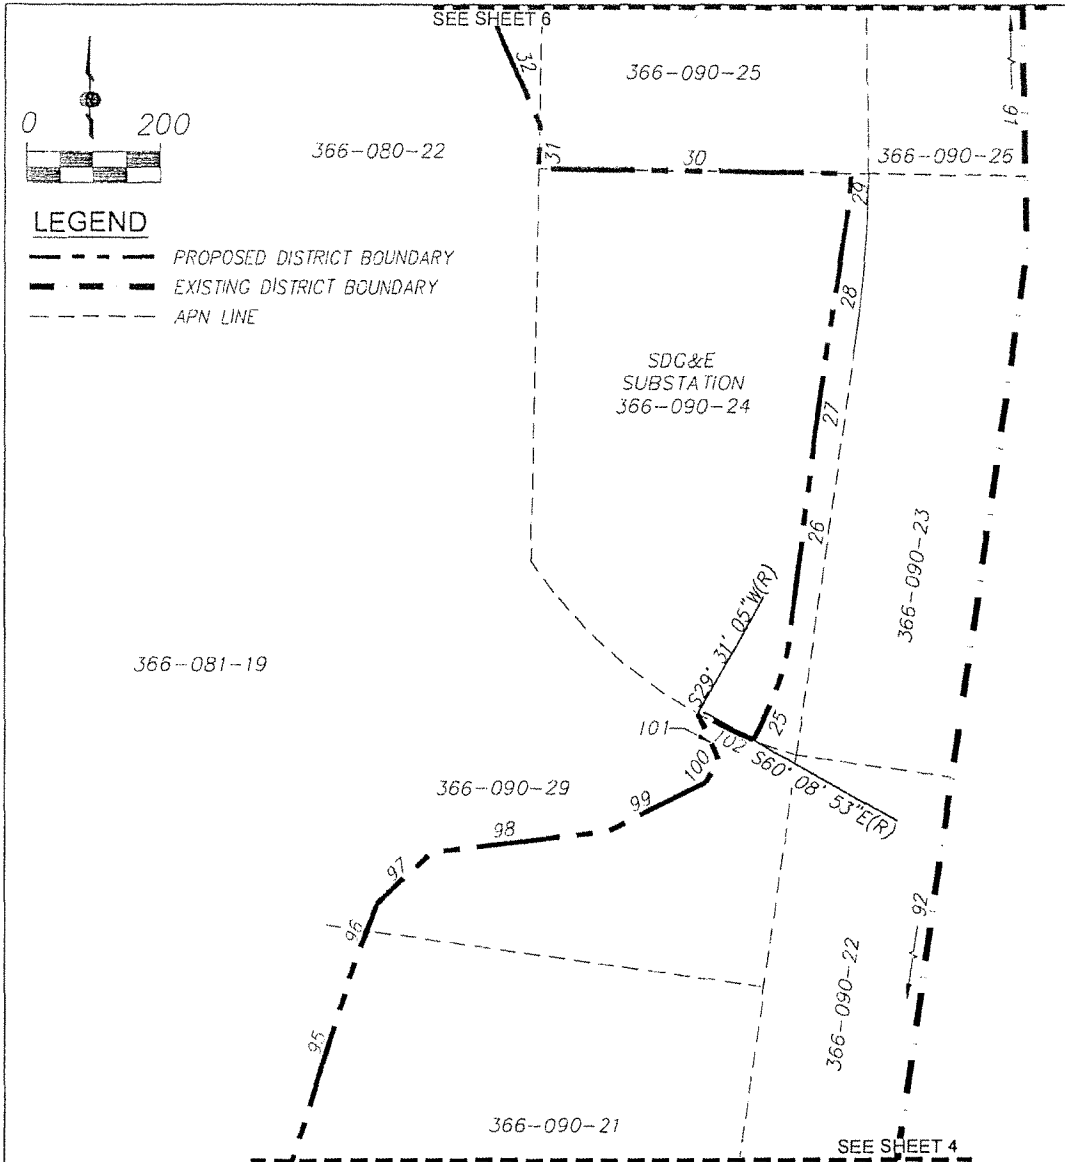 SEE SHEET 6
32
366-090-25
16
0 200
366-080-22
31
30
366-090-26
29
LEGEND
PROPOSED DISTRICT BOUNDARY
EXISTING DISTRICT BOUNDARY
APN LINE
28
SDG&E
SUBSTATION
366-090-24
27
26
366-090-23
S29° 31' 05"W(R)
366-081-19
25
101
102
S60° 08' 53"E(R)
100
366-090-29
99
98
97
92
96
366-090-22
95
366-090-21
SEE SHEET 4